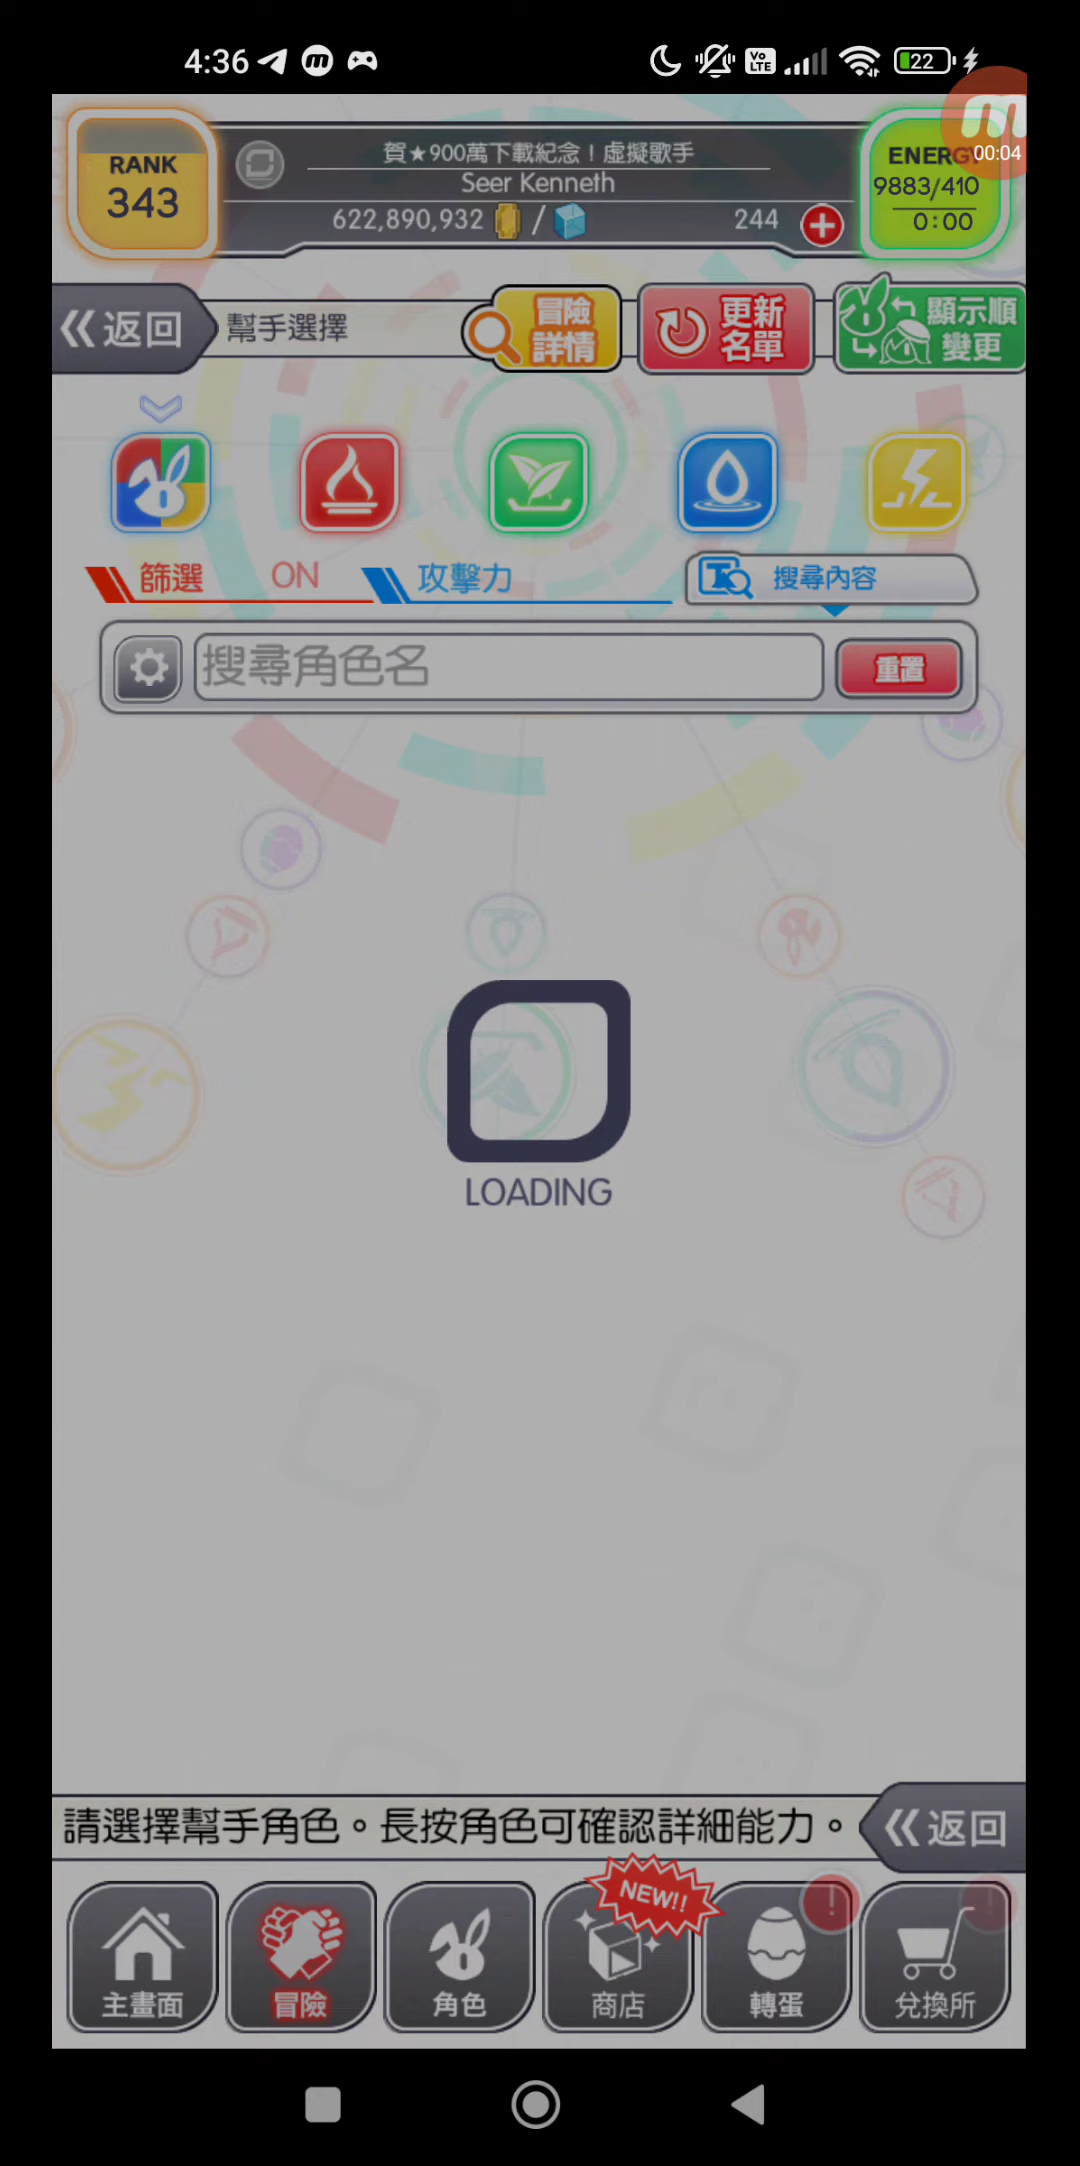 4:36
Vo LTE
22
00:04
RANK
343
賀★900萬下載紀念！虛擬歌手
Seer Kenneth
622,890,932 / 244
ENERGY
9883/410
0:00
返回
幫手選擇
冒險
詳情
更新
名單
顯示順
變更
篩選 ON
攻擊力
搜尋內容
搜尋角色名
重置
LOADING
請選擇幫手角色。長按角色可確認詳細能力。
返回
NEW!!
主畫面
冒險
角色
商店
轉蛋
兌換所